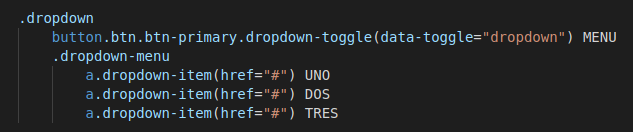 .dropdown
    button.btn.btn-primary.dropdown-toggle(data-toggle="dropdown") MENU
    .dropdown-menu
        a.dropdown-item(href="#") UNO
        a.dropdown-item(href="#") DOS
        a.dropdown-item(href="#") TRES